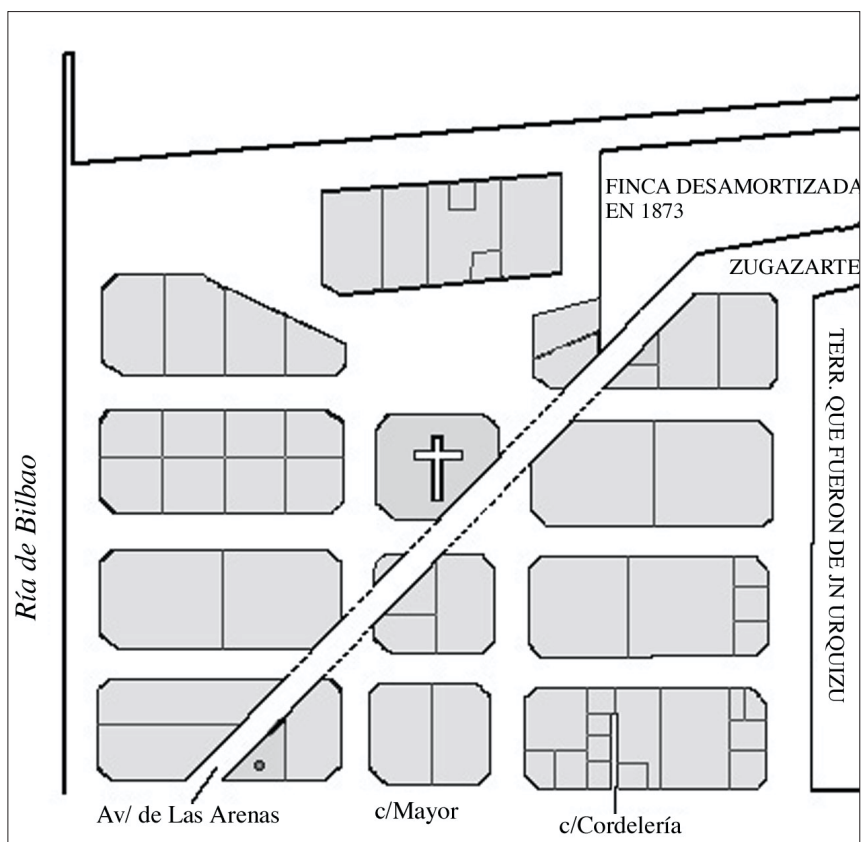 FINCA DESAMORTIZADA
EN 1873
ZUGAZARTE
TERR. QUE FUERON DE JN URQUIZU
Ría de Bilbao
Av/ de Las Arenas
c/Mayor
c/Cordelería